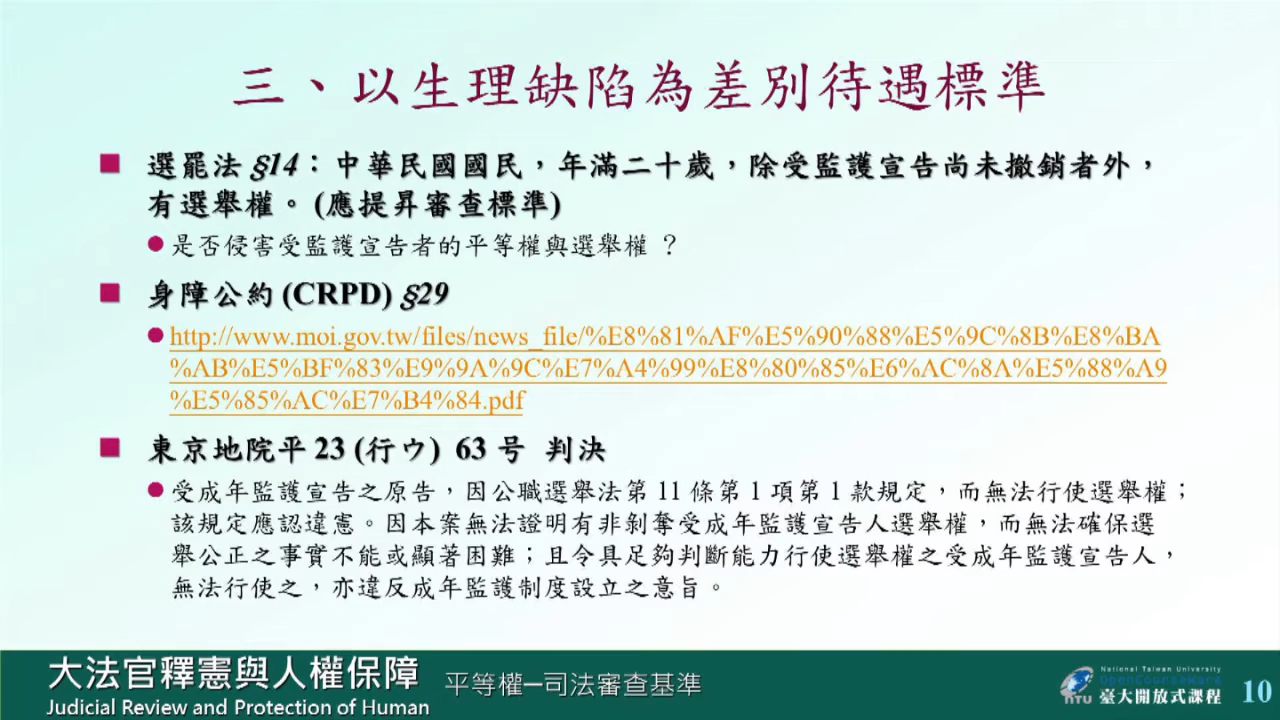 三、以生理缺陷為差別待遇標準
選罷法 §14：中華民國國民，年滿二十歲，除受監護宣告尚未撤銷者外，
有選舉權。 (應提昇審查標準)
是否侵害受監護宣告者的平等權與選舉權 ？
身障公約 (CRPD) §29
http://www.moi.gov.tw/files/news_file/%E8%81%AF%E5%90%88%E5%9C%8B%E8%BA
%AB%E5%BF%83%E9%9A%9C%E7%A4%99%E8%80%85%E6%AC%8A%E5%88%A9
%E5%85%AC%E7%B4%84.pdf
東京地院平 23 (行ウ) 63 号 判決
受成年監護宣告之原告，因公職選舉法第 11 條第 1 項第 1 款規定，而無法行使選舉權；
該規定應認違憲。因本案無法證明有非剝奪受成年監護宣告人選舉權，而無法確保選
舉公正之事實不能或顯著困難；且令具足夠判斷能力行使選舉權之受成年監護宣告人，
無法行使之，亦違反成年監護制度設立之意旨。
大法官釋憲與人權保障 平等權─司法審查基準
Judicial Review and Protection of Human
National Taiwan University
OpenCourseWare
NTU 臺大開放式課程 10